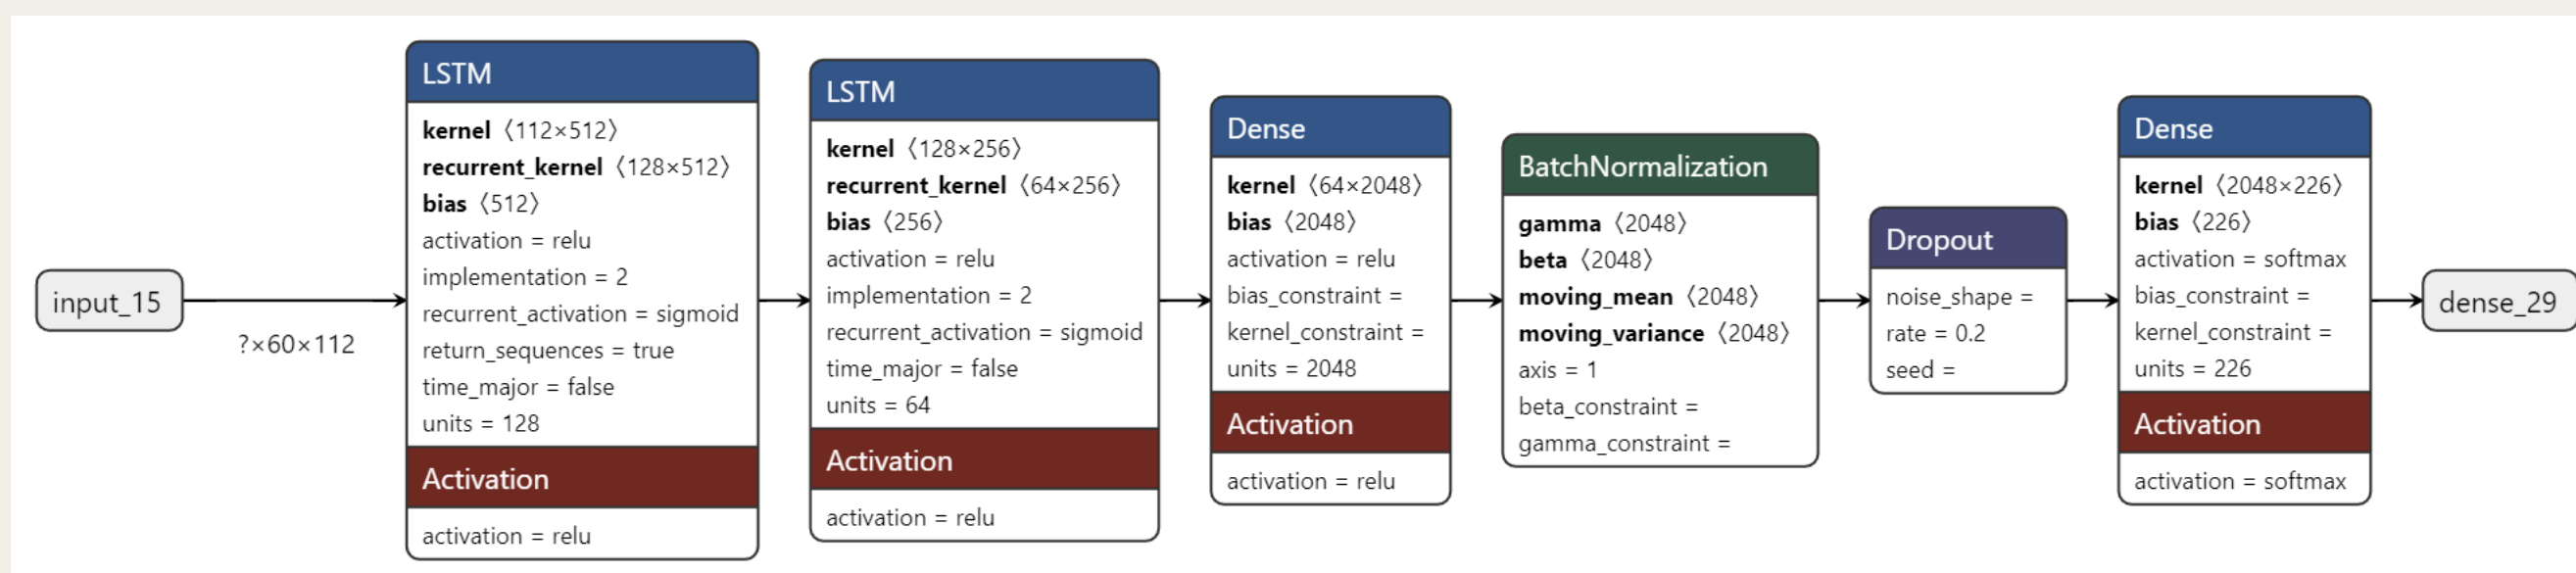 input_15
?×60×112
LSTM
kernel ⟨112×512⟩
recurrent_kernel ⟨128×512⟩
bias ⟨512⟩
activation = relu
implementation = 2
recurrent_activation = sigmoid
return_sequences = true
time_major = false
units = 128
Activation
activation = relu
LSTM
kernel ⟨128×256⟩
recurrent_kernel ⟨64×256⟩
bias ⟨256⟩
activation = relu
implementation = 2
recurrent_activation = sigmoid
time_major = false
units = 64
Activation
activation = relu
Dense
kernel ⟨64×2048⟩
bias ⟨2048⟩
activation = relu
bias_constraint =
kernel_constraint =
units = 2048
Activation
activation = relu
BatchNormalization
gamma ⟨2048⟩
beta ⟨2048⟩
moving_mean ⟨2048⟩
moving_variance ⟨2048⟩
axis = 1
beta_constraint =
gamma_constraint =
Dropout
noise_shape =
rate = 0.2
seed =
Dense
kernel ⟨2048×226⟩
bias ⟨226⟩
activation = softmax
bias_constraint =
kernel_constraint =
units = 226
Activation
activation = softmax
dense_29